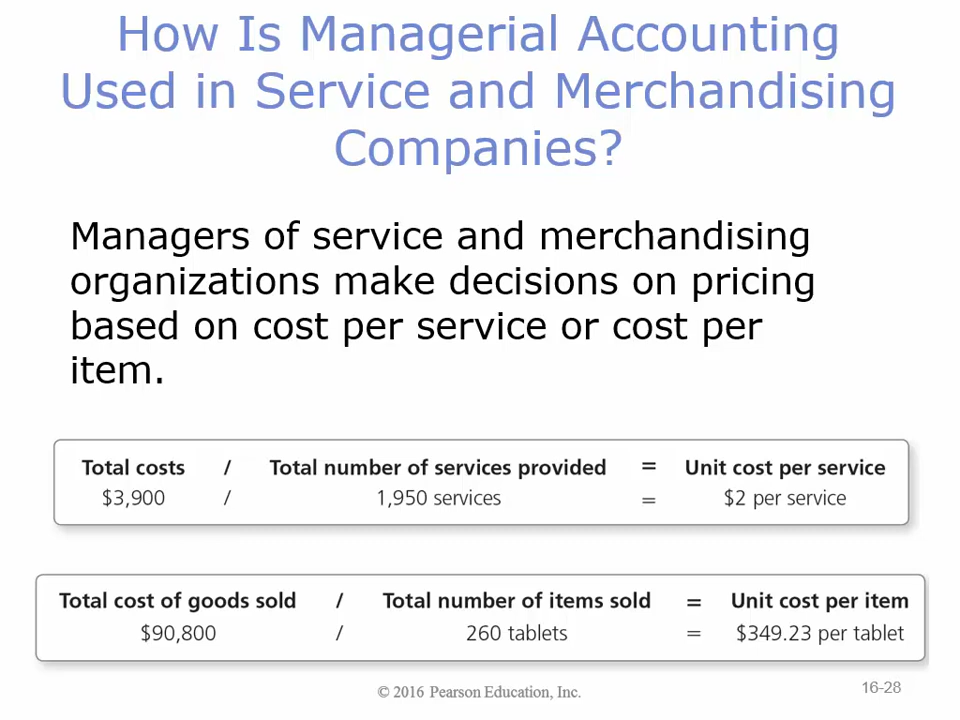 How Is Managerial Accounting
Used in Service and Merchandising
Companies?
Managers of service and merchandising
organizations make decisions on pricing
based on cost per service or cost per
item.
Total costs / Total number of services provided = Unit cost per service
$3,900 / 1,950 services = $2 per service
Total cost of goods sold / Total number of items sold = Unit cost per item
$90,800 / 260 tablets = $349.23 per tablet
© 2016 Pearson Education, Inc.
16-28